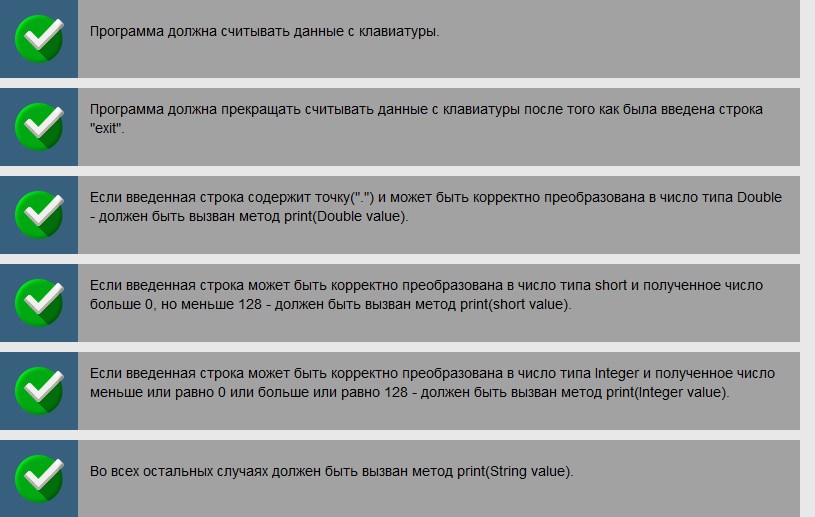 Программа должна считывать данные с клавиатуры.
Программа должна прекращать считывать данные с клавиатуры после того как была введена строка
"exit".
Если введенная строка содержит точку(".") и может быть корректно преобразована в число типа Double
- должен быть вызван метод print(Double value).
Если введенная строка может быть корректно преобразована в число типа short и полученное число
больше 0, но меньше 128 - должен быть вызван метод print(short value).
Если введенная строка может быть корректно преобразована в число типа Integer и полученное число
меньше или равно 0 или больше или равно 128 - должен быть вызван метод print(Integer value).
Во всех остальных случаях должен быть вызван метод print(String value).